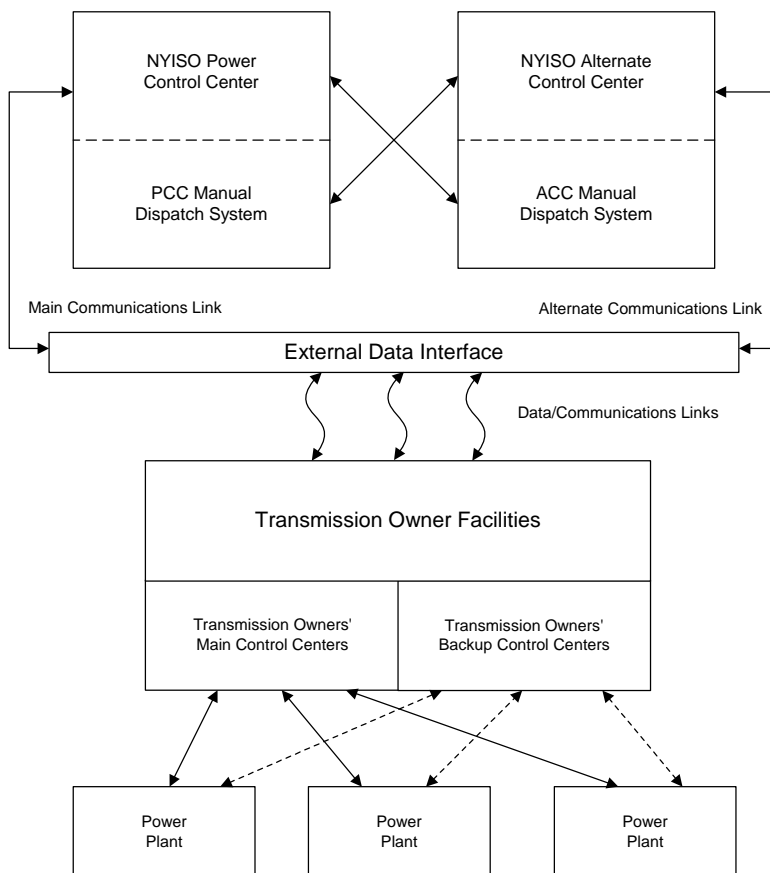 NYISO Power
Control Center
NYISO Alternate
Control Center
PCC Manual
Dispatch System
ACC Manual
Dispatch System
Main Communications Link
Alternate Communications Link
External Data Interface
Data/Communications Links
Transmission Owner Facilities
Transmission Owners'
Main Control Centers
Transmission Owners'
Backup Control Centers
Power
Plant
Power
Plant
Power
Plant